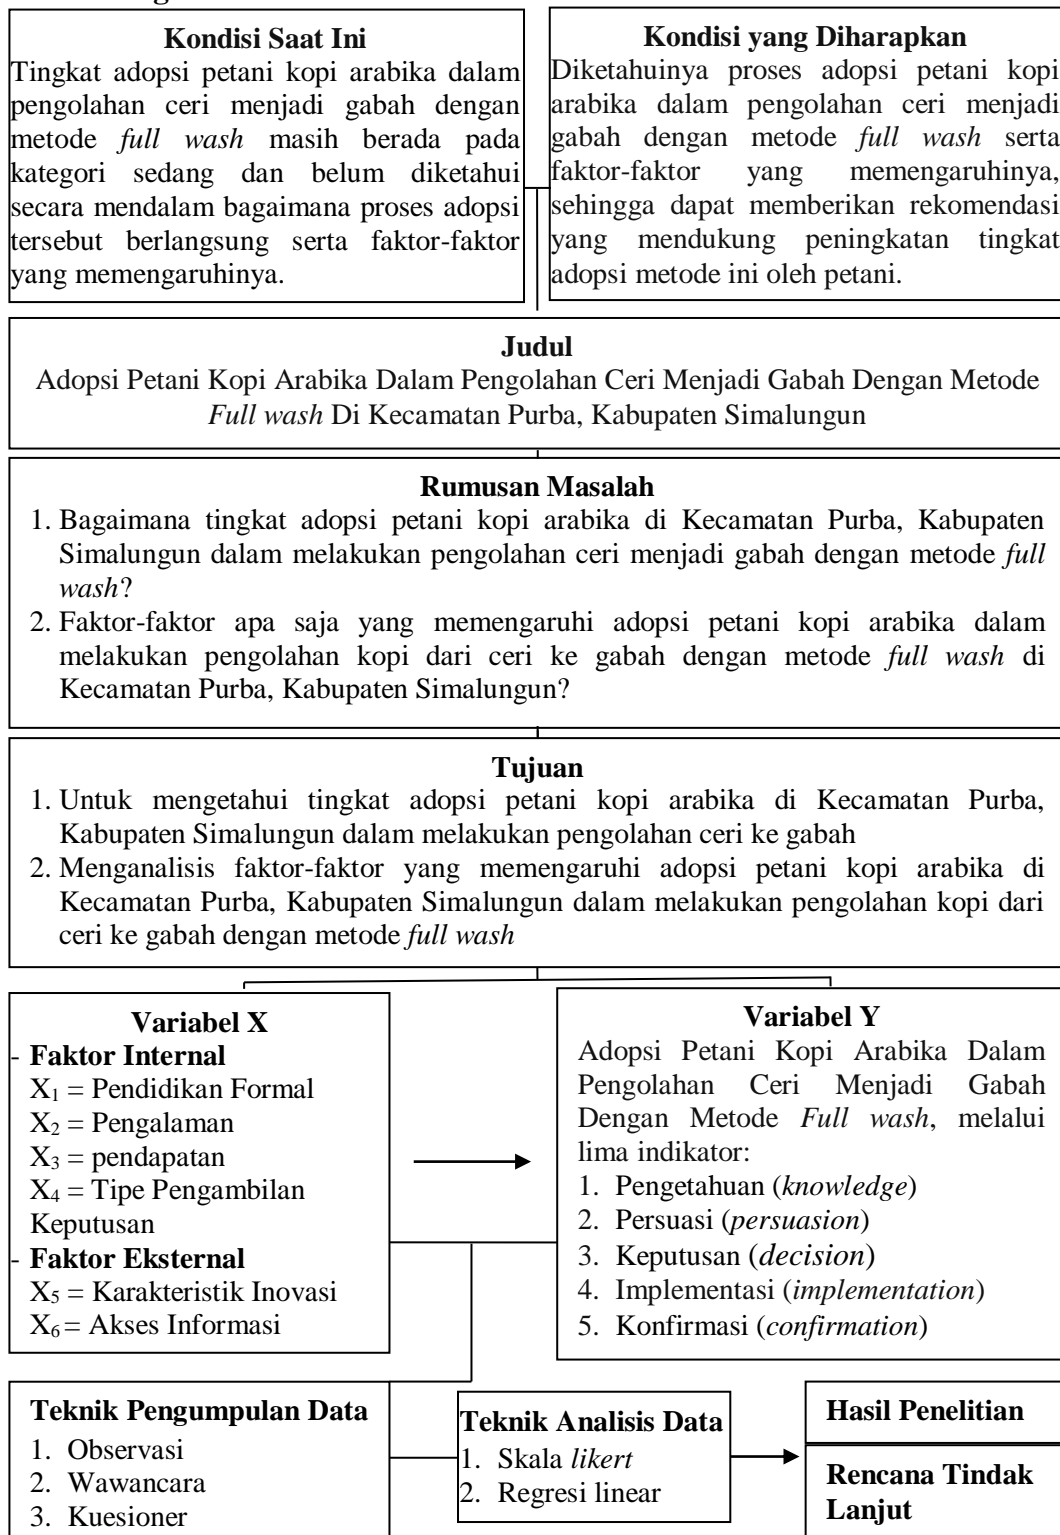 Kondisi Saat Ini
Tingkat adopsi petani kopi arabika dalam
pengolahan ceri menjadi gabah dengan
metode full wash masih berada pada
kategori sedang dan belum diketahui
secara mendalam bagaimana proses adopsi
tersebut berlangsung serta faktor-faktor
yang memengaruhinya.
Kondisi yang Diharapkan
Diketahuinya proses adopsi petani kopi
arabika dalam pengolahan ceri menjadi
gabah dengan metode full wash serta
faktor-faktor yang memengaruhinya,
sehingga dapat memberikan rekomendasi
yang mendukung peningkatan tingkat
adopsi metode ini oleh petani.
Judul
Adopsi Petani Kopi Arabika Dalam Pengolahan Ceri Menjadi Gabah Dengan Metode
Full wash Di Kecamatan Purba, Kabupaten Simalungun
Rumusan Masalah
1. Bagaimana tingkat adopsi petani kopi arabika di Kecamatan Purba, Kabupaten
Simalungun dalam melakukan pengolahan ceri menjadi gabah dengan metode full
wash?
2. Faktor-faktor apa saja yang memengaruhi adopsi petani kopi arabika dalam
melakukan pengolahan kopi dari ceri ke gabah dengan metode full wash di
Kecamatan Purba, Kabupaten Simalungun?
Tujuan
1. Untuk mengetahui tingkat adopsi petani kopi arabika di Kecamatan Purba,
Kabupaten Simalungun dalam melakukan pengolahan ceri ke gabah
2. Menganalisis faktor-faktor yang memengaruhi adopsi petani kopi arabika di
Kecamatan Purba, Kabupaten Simalungun dalam melakukan pengolahan kopi dari
ceri ke gabah dengan metode full wash
Variabel X
- Faktor Internal
X₁ = Pendidikan Formal
X₂ = Pengalaman
X₃ = pendapatan
X₄ = Tipe Pengambilan
Keputusan
- Faktor Eksternal
X₅ = Karakteristik Inovasi
X₆ = Akses Informasi
Variabel Y
Adopsi Petani Kopi Arabika Dalam
Pengolahan Ceri Menjadi Gabah
Dengan Metode Full wash, melalui
lima indikator:
1. Pengetahuan (knowledge)
2. Persuasi (persuasion)
3. Keputusan (decision)
4. Implementasi (implementation)
5. Konfirmasi (confirmation)
Teknik Pengumpulan Data
1. Observasi
2. Wawancara
3. Kuesioner
Teknik Analisis Data
1. Skala likert
2. Regresi linear
Hasil Penelitian
Rencana Tindak
Lanjut